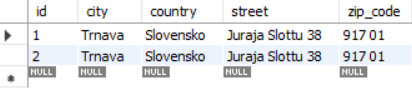 id city country street zip_code
1 Trnava Slovensko Juraja Slottu 38 917 01
2 Trnava Slovensko Juraja Slottu 38 917 01
NULL NULL NULL NULL NULL